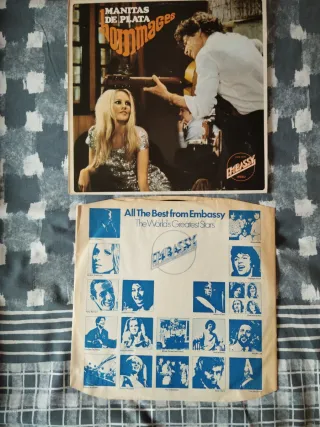 MANITAS
DE PLATA
hommages
EMBASSY
All The Best from Embassy
The World's Greatest Stars
EMBASSY